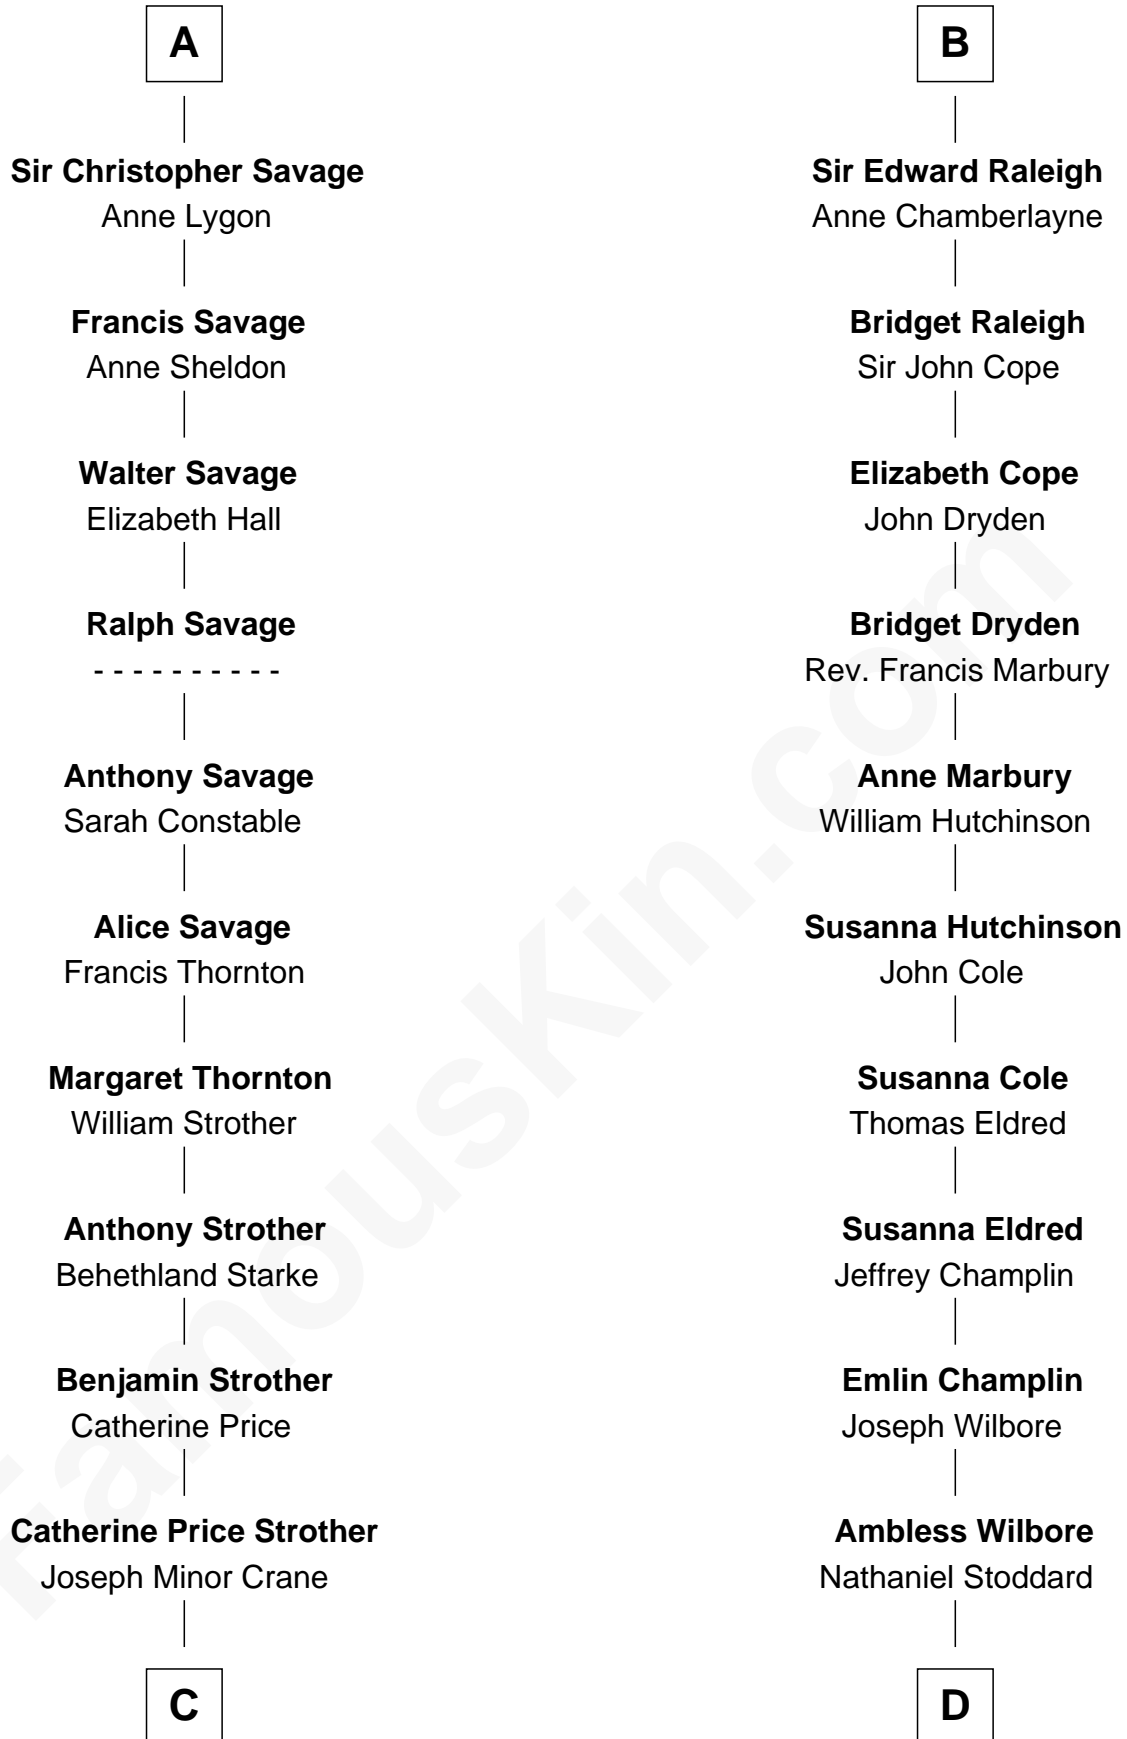 A
Sir Christopher Savage
Anne Lygon
Francis Savage
Anne Sheldon
Walter Savage
Elizabeth Hall
Ralph Savage
- - - - - - - - - -
Anthony Savage
Sarah Constable
Alice Savage
Francis Thornton
Margaret Thornton
William Strother
Anthony Strother
Behethland Starke
Benjamin Strother
Catherine Price
Catherine Price Strother
Joseph Minor Crane
C
B
Sir Edward Raleigh
Anne Chamberlayne
Bridget Raleigh
Sir John Cope
Elizabeth Cope
John Dryden
Bridget Dryden
Rev. Francis Marbury
Anne Marbury
William Hutchinson
Susanna Hutchinson
John Cole
Susanna Cole
Thomas Eldred
Susanna Eldred
Jeffrey Champlin
Emlin Champlin
Joseph Wilbore
Ambless Wilbore
Nathaniel Stoddard
D
FamousKin.com